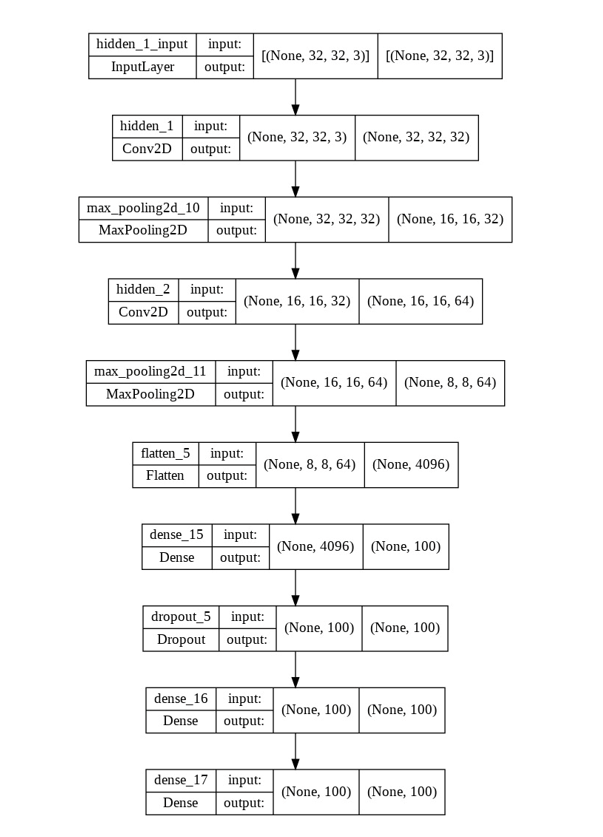 hidden_1_input input: [(None, 32, 32, 3)] [(None, 32, 32, 3)]
InputLayer output:
hidden_1 input: (None, 32, 32, 3) (None, 32, 32, 32)
Conv2D output:
max_pooling2d_10 input: (None, 32, 32, 32) (None, 16, 16, 32)
MaxPooling2D output:
hidden_2 input: (None, 16, 16, 32) (None, 16, 16, 64)
Conv2D output:
max_pooling2d_11 input: (None, 16, 16, 64) (None, 8, 8, 64)
MaxPooling2D output:
flatten_5 input: (None, 8, 8, 64) (None, 4096)
Flatten output:
dense_15 input: (None, 4096) (None, 100)
Dense output:
dropout_5 input: (None, 100) (None, 100)
Dropout output:
dense_16 input: (None, 100) (None, 100)
Dense output:
dense_17 input: (None, 100) (None, 100)
Dense output: